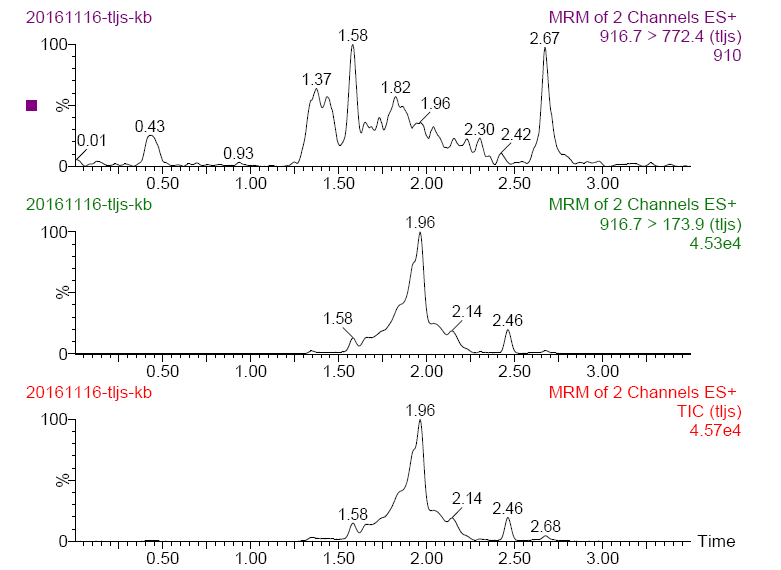 20161116-tljs-kb
MRM of 2 Channels ES+
916.7 > 772.4 (tljs)
910
100
%
0
0.01
0.43
0.93
1.37
1.58
1.82
1.96
2.30
2.42
2.67
0.50 1.00 1.50 2.00 2.50 3.00
20161116-tljs-kb
MRM of 2 Channels ES+
916.7 > 173.9 (tljs)
4.53e4
100
%
0
1.58
1.96
2.14
2.46
0.50 1.00 1.50 2.00 2.50 3.00
20161116-tljs-kb
MRM of 2 Channels ES+
TIC (tljs)
4.57e4
100
%
0
1.58
1.96
2.14
2.46
2.68
Time
0.50 1.00 1.50 2.00 2.50 3.00